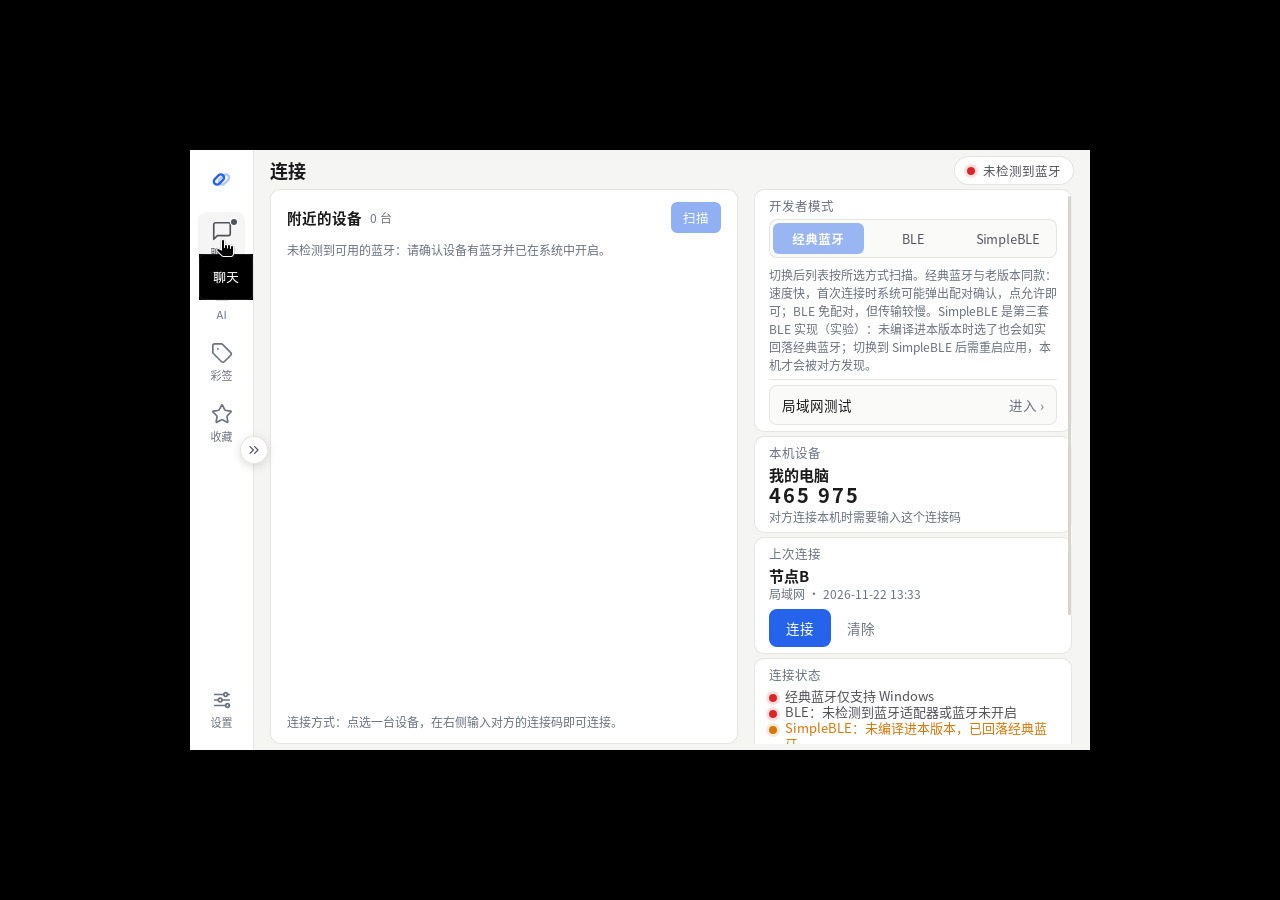 连接
未检测到蓝牙
聊天
AI
彩签
收藏
设置
附近的设备 0 台
扫描
未检测到可用的蓝牙：请确认设备有蓝牙并已在系统中开启。
连接方式：点选一台设备，在右侧输入对方的连接码即可连接。
开发者模式
经典蓝牙 BLE SimpleBLE
切换后列表按所选方式扫描。经典蓝牙与老版本同款：
速度快，首次连接时系统可能弹出配对确认，点允许即
可；BLE 免配对，但传输较慢。SimpleBLE 是第三套
BLE 实现（实验）：未编译进本版本时选了也会如实
回落经典蓝牙；切换到 SimpleBLE 后需重启应用，本
机才会被对方发现。
局域网测试 进入 ›
本机设备
我的电脑
465 975
对方连接本机时需要输入这个连接码
上次连接
节点B
局域网 · 2026-11-22 13:33
连接 清除
连接状态
经典蓝牙仅支持 Windows
BLE：未检测到蓝牙适配器或蓝牙未开启
SimpleBLE：未编译进本版本，已回落经典蓝